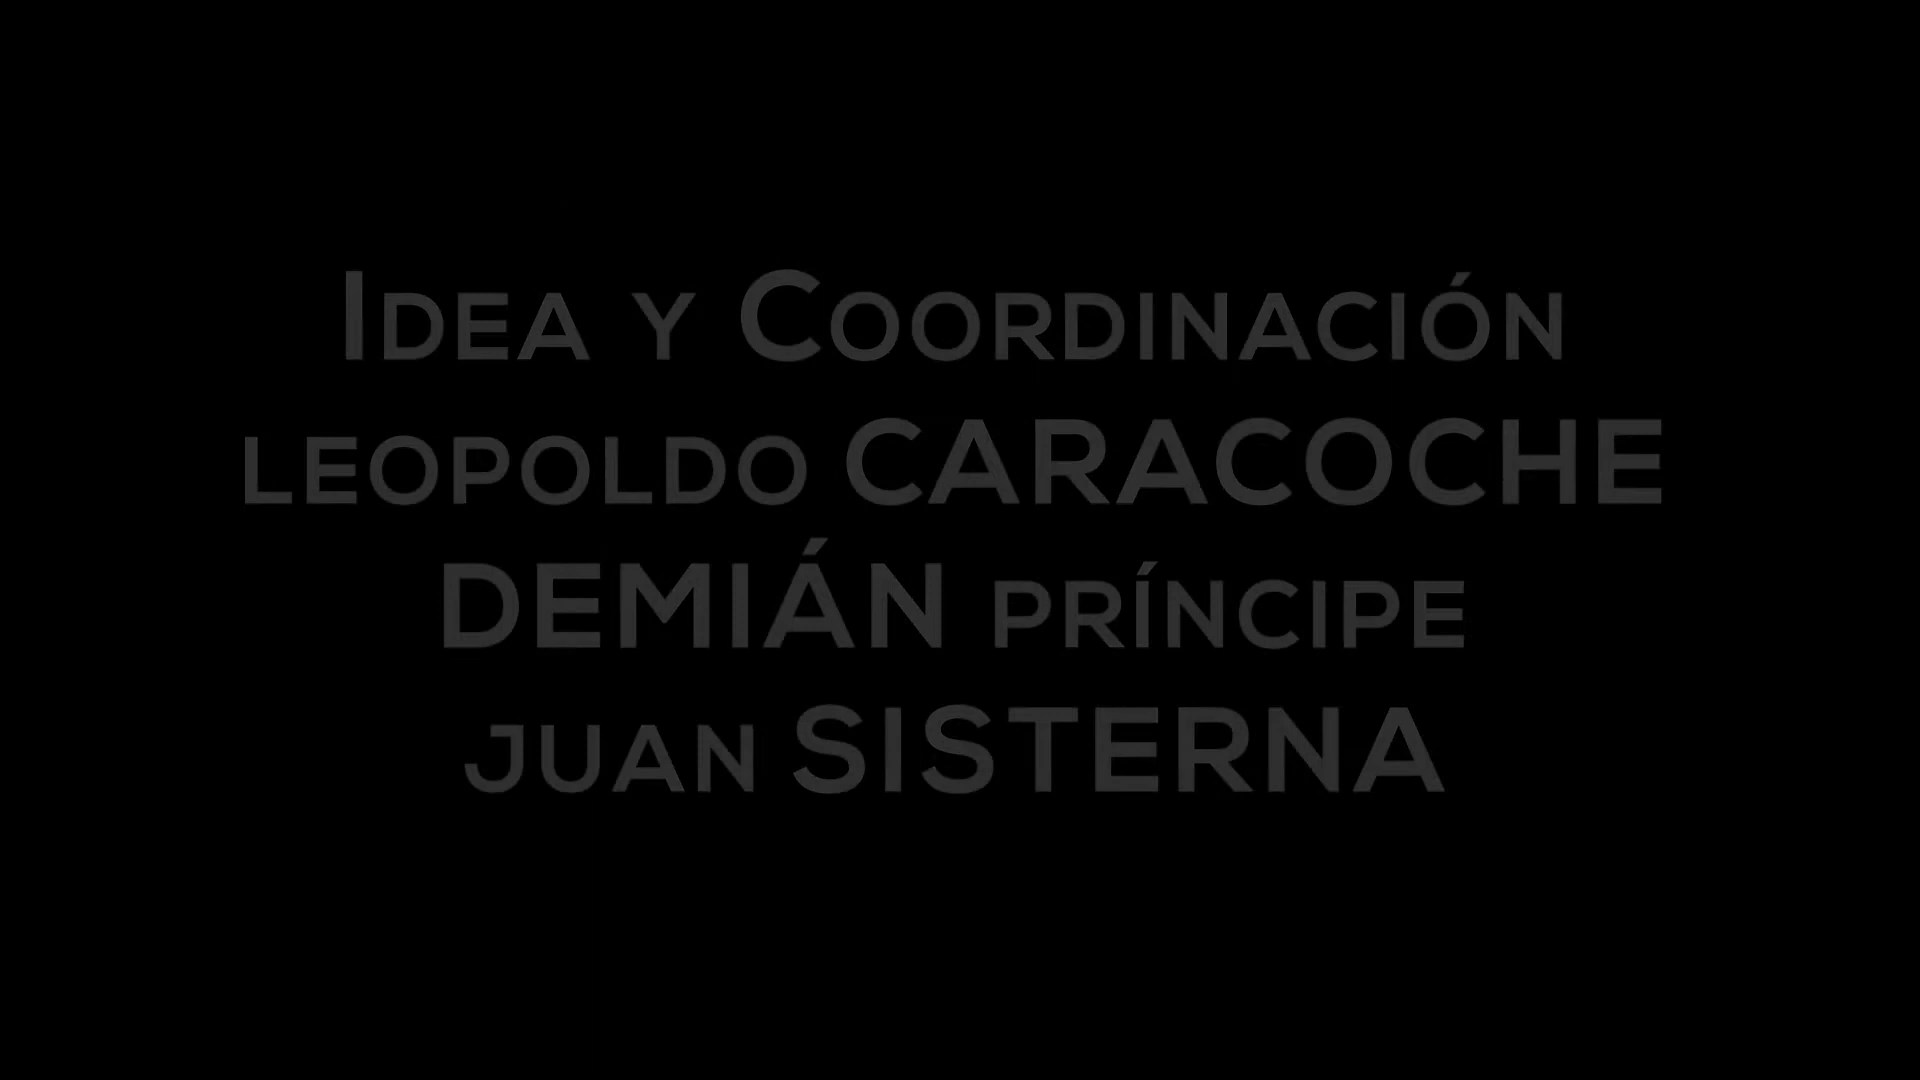 Idea y Coordinación
LEOPOLDO CARACOCHE
DEMIÁN PRÍNCIPE
JUAN SISTERNA